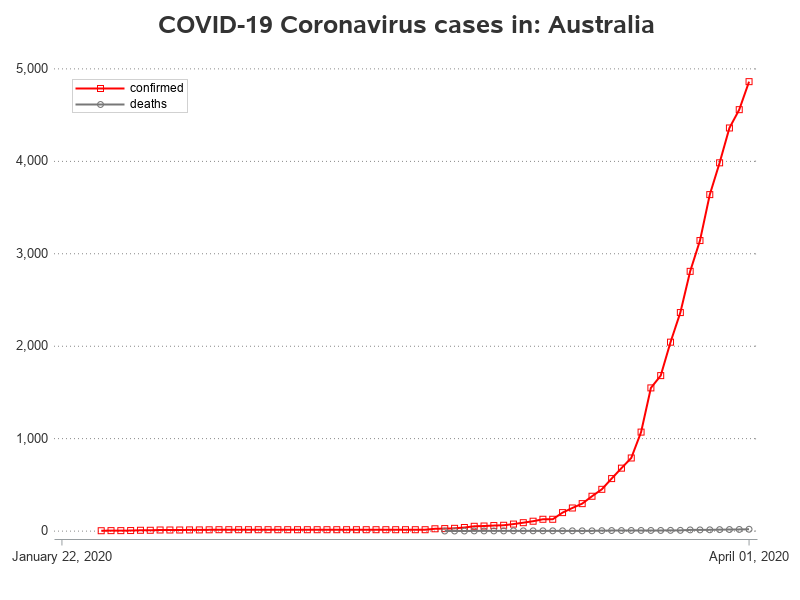 COVID-19 Coronavirus cases in: Australia
5,000
confirmed
deaths
4,000
3,000
2,000
1,000
0
January 22, 2020
April 01, 2020